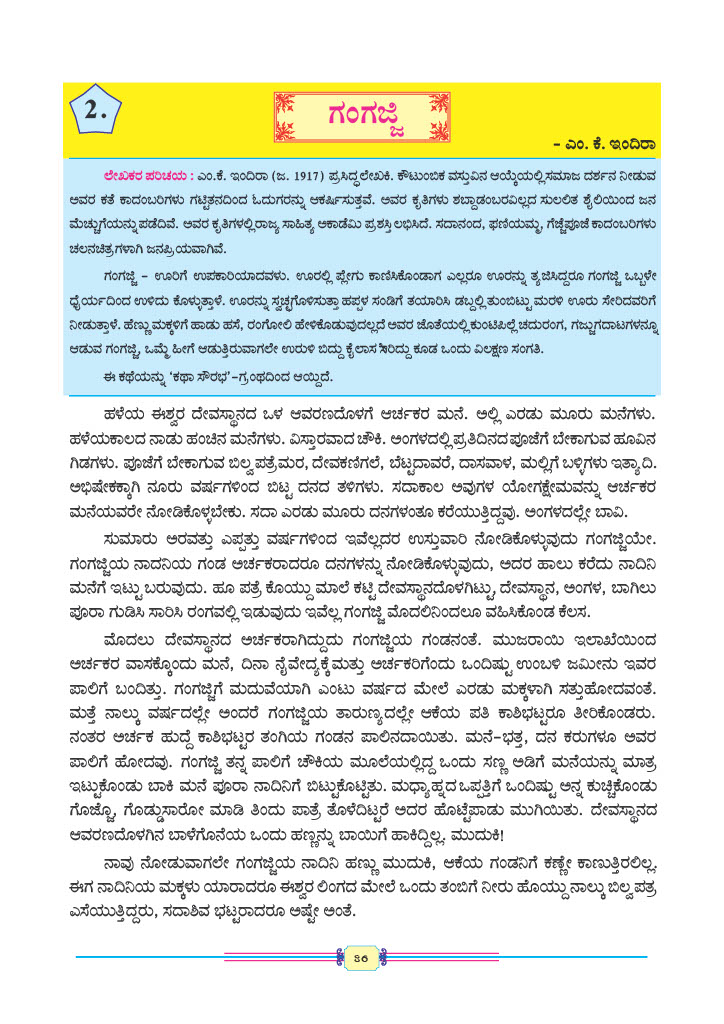 2.
ಗಂಗಜ್ಜಿ
– ಎಂ. ಕೆ. ಇಂದಿರಾ
ಲೇಖಕರ ಪರಿಚಯ : ಎಂ.ಕೆ. ಇಂದಿರಾ (ಜ. 1917) ಪ್ರಸಿದ್ಧ ಲೇಖಕಿ. ಕೌಟುಂಬಿಕ ವಸ್ತುವಿನ ಆಯ್ಕೆಯಲ್ಲಿ ಸಮಾಜ ದರ್ಶನ ನೀಡುವ
ಅವರ ಕತೆ ಕಾದಂಬರಿಗಳು ಗಟ್ಟಿತನದಿಂದ ಓದುಗರನ್ನು ಆಕರ್ಷಿಸುತ್ತವೆ. ಅವರ ಕೃತಿಗಳು ಶಬ್ದಾಡಂಬರವಿಲ್ಲದ ಸುಲಲಿತ ಶೈಲಿಯಿಂದ ಜನ
ಮೆಚ್ಚುಗೆಯನ್ನು ಪಡೆದಿವೆ. ಅವರ ಕೃತಿಗಳಲ್ಲಿ ರಾಜ್ಯ ಸಾಹಿತ್ಯ ಅಕಾಡೆಮಿ ಪ್ರಶಸ್ತಿ ಲಭಿಸಿದೆ. ಸದಾನಂದ, ಫಣಿಯಮ್ಮ, ಗೆಜ್ಜೆಪೂಜೆ ಕಾದಂಬರಿಗಳು
ಚಲನಚಿತ್ರಗಳಾಗಿ ಜನಪ್ರಿಯವಾಗಿವೆ.
ಗಂಗಜ್ಜಿ – ಊರಿಗೆ ಉಪಕಾರಿಯಾದವಳು. ಊರಲ್ಲಿ ಪ್ಲೇಗು ಕಾಣಿಸಿಕೊಂಡಾಗ ಎಲ್ಲರೂ ಊರನ್ನು ತ್ಯಜಿಸಿದ್ದರೂ ಗಂಗಜ್ಜಿ ಒಬ್ಬಳೇ
ಧೈರ್ಯದಿಂದ ಉಳಿದು ಕೊಳ್ಳುತ್ತಾಳೆ. ಊರನ್ನು ಸ್ವಚ್ಛಗೊಳಿಸುತ್ತಾ ಹಪ್ಪಳ ಸಂಡಿಗೆ ತಯಾರಿಸಿ ಡಬ್ಬದಲ್ಲಿ ತುಂಬಿಟ್ಟು ಮರಳಿ ಊರು ಸೇರಿದವರಿಗೆ
ನೀಡುತ್ತಾಳೆ. ಹೆಣ್ಣು ಮಕ್ಕಳಿಗೆ ಹಾಡು ಹಸೆ, ರಂಗೋಲಿ ಹೇಳಿಕೊಡುವುದಲ್ಲದೆ ಅವರ ಜೊತೆಯಲ್ಲಿ ಕುಂಟಿಪಿಲ್ಲೆ ಚದುರಂಗ, ಗಜ್ಜುಗದಾಟಗಳನ್ನೂ
ಆಡುವ ಗಂಗಜ್ಜಿ, ಒಮ್ಮೆ ಹೀಗೆ ಆಡುತ್ತಿರುವಾಗಲೇ ಉರುಳಿ ಬಿದ್ದು ಕೈಲಾಸ ಸೇರಿದ್ದು ಕೂಡ ಒಂದು ವಿಲಕ್ಷಣ ಸಂಗತಿ.
ಈ ಕಥೆಯನ್ನು ‘ಕಥಾ ಸೌರಭ’–ಗ್ರಂಥದಿಂದ ಆಯ್ದಿದೆ.
ಹಳೆಯ ಈಶ್ವರ ದೇವಸ್ಥಾನದ ಒಳ ಆವರಣದೊಳಗೆ ಆರ್ಚಕರ ಮನೆ. ಅಲ್ಲಿ ಎರಡು ಮೂರು ಮನೆಗಳು.
ಹಳೆಯಕಾಲದ ನಾಡು ಹಂಚಿನ ಮನೆಗಳು. ವಿಸ್ತಾರವಾದ ಚೌಕಿ. ಅಂಗಳದಲ್ಲಿ ಪ್ರತಿದಿನದ ಪೂಜೆಗೆ ಬೇಕಾಗುವ ಹೂವಿನ
ಗಿಡಗಳು. ಪೂಜೆಗೆ ಬೇಕಾಗುವ ಬಿಲ್ವ ಪತ್ರೆ ಮರ, ದೇವಕಣಿಗಲೆ, ಬೆಟ್ಟದಾವರೆ, ದಾಸವಾಳ, ಮಲ್ಲಿಗೆ ಬಳ್ಳಿಗಳು ಇತ್ಯಾದಿ.
ಅಭಿಷೇಕಕ್ಕಾಗಿ ನೂರು ವರ್ಷಗಳಿಂದ ಬಿಟ್ಟ ದನದ ತಳಿಗಳು. ಸದಾಕಾಲ ಅವುಗಳ ಯೋಗಕ್ಷೇಮವನ್ನು ಆರ್ಚಕರ
ಮನೆಯವರೇ ನೋಡಿಕೊಳ್ಳಬೇಕು. ಸದಾ ಎರಡು ಮೂರು ದನಗಳಂತೂ ಕರೆಯುತ್ತಿದ್ದವು. ಅಂಗಳದಲ್ಲೇ ಬಾವಿ.
ಸುಮಾರು ಅರವತ್ತು ಎಪ್ಪತ್ತು ವರ್ಷಗಳಿಂದ ಇವೆಲ್ಲದರ ಉಸ್ತುವಾರಿ ನೋಡಿಕೊಳ್ಳುವುದು ಗಂಗಜ್ಜಿಯೇ.
ಗಂಗಜ್ಜಿಯ ನಾದನಿಯ ಗಂಡ ಅರ್ಚಕರಾದರೂ ದನಗಳನ್ನು ನೋಡಿಕೊಳ್ಳುವುದು, ಅದರ ಹಾಲು ಕರೆದು ನಾದಿನಿ
ಮನೆಗೆ ಇಟ್ಟು ಬರುವುದು. ಹೂ ಪತ್ರೆ ಕೊಯ್ದು ಮಾಲೆ ಕಟ್ಟಿ ದೇವಸ್ಥಾನದೊಳಗಿಟ್ಟು, ದೇವಸ್ಥಾನ, ಅಂಗಳ, ಬಾಗಿಲು
ಪೂರಾ ಗುಡಿಸಿ ಸಾರಿಸಿ ರಂಗವಲ್ಲಿ ಇಡುವುದು ಇವೆಲ್ಲ ಗಂಗಜ್ಜಿ ಮೊದಲಿನಿಂದಲೂ ವಹಿಸಿಕೊಂಡ ಕೆಲಸ.
ಮೊದಲು ದೇವಸ್ಥಾನದ ಅರ್ಚಕರಾಗಿದ್ದುದು ಗಂಗಜ್ಜಿಯ ಗಂಡನಂತೆ. ಮುಜರಾಯಿ ಇಲಾಖೆಯಿಂದ
ಅರ್ಚಕರ ವಾಸಕ್ಕೊಂದು ಮನೆ, ದಿನಾ ನೈವೇದ್ಯಕ್ಕೆ ಮತ್ತು ಅರ್ಚಕರಿಗೆಂದು ಒಂದಿಷ್ಟು ಉಂಬಳಿ ಜಮೀನು ಇವರ
ಪಾಲಿಗೆ ಬಂದಿತ್ತು. ಗಂಗಜ್ಜಿಗೆ ಮದುವೆಯಾಗಿ ಎಂಟು ವರ್ಷದ ಮೇಲೆ ಎರಡು ಮಕ್ಕಳಾಗಿ ಸತ್ತುಹೋದವಂತೆ.
ಮತ್ತೆ ನಾಲ್ಕು ವರ್ಷದಲ್ಲೇ ಅಂದರೆ ಗಂಗಜ್ಜಿಯ ತಾರುಣ್ಯದಲ್ಲೇ ಆಕೆಯ ಪತಿ ಕಾಶಿಭಟ್ಟರೂ ತೀರಿಕೊಂಡರು.
ನಂತರ ಅರ್ಚಕ ಹುದ್ದೆ ಕಾಶಿಭಟ್ಟರ ತಂಗಿಯ ಗಂಡನ ಪಾಲಿನದಾಯಿತು. ಮನೆ–ಭತ್ತ, ದನ ಕರುಗಳೂ ಅವರ
ಪಾಲಿಗೆ ಹೋದವು. ಗಂಗಜ್ಜಿ ತನ್ನ ಪಾಲಿಗೆ ಚೌಕಿಯ ಮೂಲೆಯಲ್ಲಿದ್ದ ಒಂದು ಸಣ್ಣ ಅಡಿಗೆ ಮನೆಯನ್ನು ಮಾತ್ರ
ಇಟ್ಟುಕೊಂಡು ಬಾಕಿ ಮನೆ ಪೂರಾ ನಾದಿನಿಗೆ ಬಿಟ್ಟುಕೊಟ್ಟಿತು. ಮಧ್ಯಾಹ್ನದ ಒಪ್ಪತ್ತಿಗೆ ಒಂದಿಷ್ಟು ಅನ್ನ ಕುಚ್ಚಿಕೊಂಡು
ಗೊಜ್ಜೊ, ಗೊಡ್ಡುಸಾರೋ ಮಾಡಿ ತಿಂದು ಪಾತ್ರೆ ತೊಳೆದಿಟ್ಟರೆ ಅದರ ಹೊಟ್ಟೆಪಾಡು ಮುಗಿಯಿತು. ದೇವಸ್ಥಾನದ
ಆವರಣದೊಳಗಿನ ಬಾಳೆಗೊನೆಯ ಒಂದು ಹಣ್ಣನ್ನು ಬಾಯಿಗೆ ಹಾಕಿದ್ದಿಲ್ಲ. ಮುದುಕಿ!
ನಾವು ನೋಡುವಾಗಲೇ ಗಂಗಜ್ಜಿಯ ನಾದಿನಿ ಹಣ್ಣು ಮುದುಕಿ, ಆಕೆಯ ಗಂಡನಿಗೆ ಕಣ್ಣೇ ಕಾಣುತ್ತಿರಲಿಲ್ಲ.
ಈಗ ನಾದಿನಿಯ ಮಕ್ಕಳು ಯಾರಾದರೂ ಈಶ್ವರ ಲಿಂಗದ ಮೇಲೆ ಒಂದು ತಂಬಿಗೆ ನೀರು ಹೊಯ್ದು ನಾಲ್ಕು ಬಿಲ್ವ ಪತ್ರ
ಎಸೆಯುತ್ತಿದ್ದರು, ಸದಾಶಿವ ಭಟ್ಟರಾದರೂ ಅಷ್ಟೇ ಅಂತೆ.